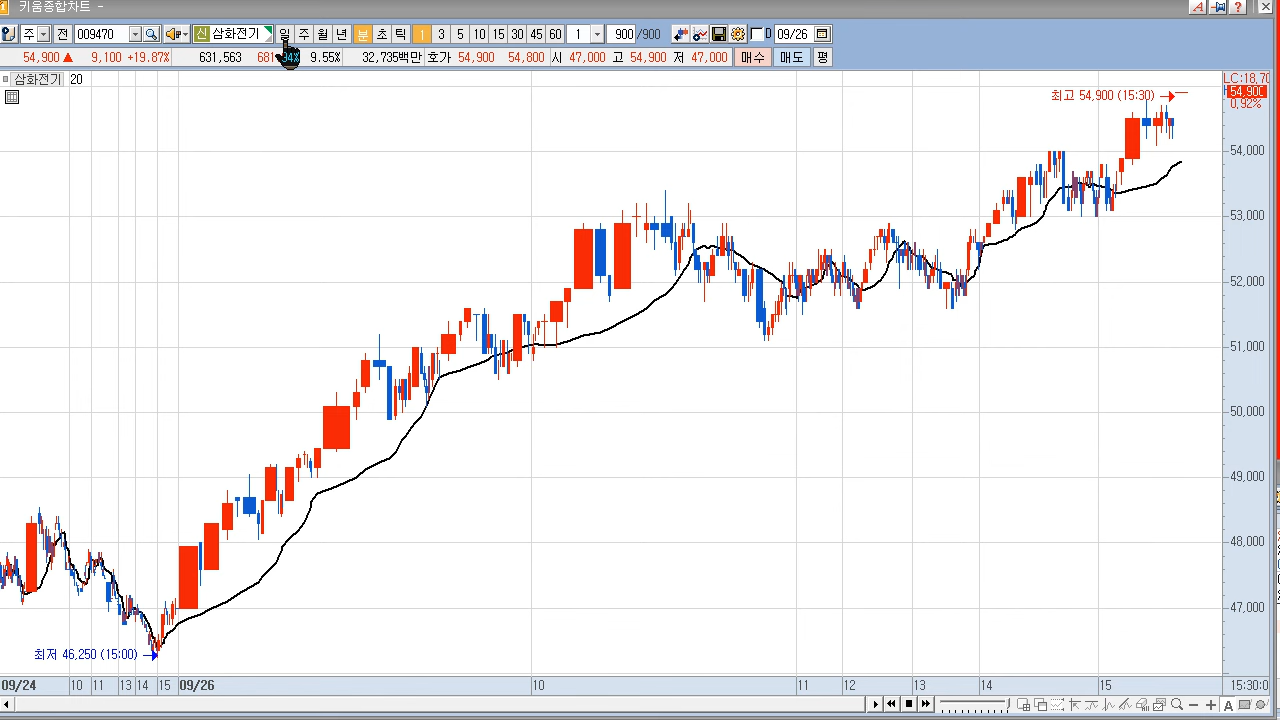 키움종합차트 -
주 전 009470 신 삼화전기 일 주 월 년 분 초 틱 1 3 5 10 15 30 45 60 1 900 /900 D 09/26
54,900 ▲ 9,100 +19.87% 631,563 9.55% 32,735백만 호가 54,900 54,800 시 47,000 고 54,900 저 47,000 매수 매도 평
삼화전기 20
LC:18,70
54,900
0.92%
최고 54,900 (15:30)
54,000
53,000
52,000
51,000
50,000
49,000
48,000
47,000
최저 46,250 (15:00)
09/24 10 11 13 14 15 09/26 10 11 12 13 14 15 15:30:0
A